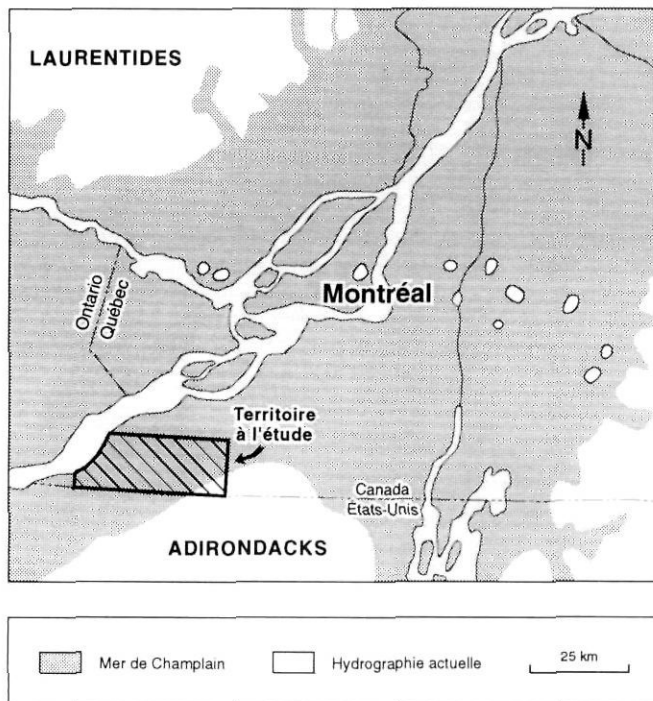 LAURENTIDES
N
Ontario
Québec
Montréal
Territoire
à l'étude
Canada
États-Unis
ADIRONDACKS
Mer de Champlain
Hydrographie actuelle
25 km